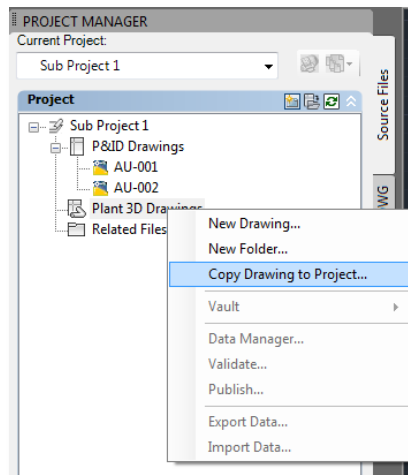 PROJECT MANAGER
Current Project:
Sub Project 1
Project
Sub Project 1
P&ID Drawings
AU-001
AU-002
Plant 3D Drawings
Related Files
New Drawing...
New Folder...
Copy Drawing to Project...
Vault
Data Manager...
Validate...
Publish...
Export Data...
Import Data...
Source Files
DWG